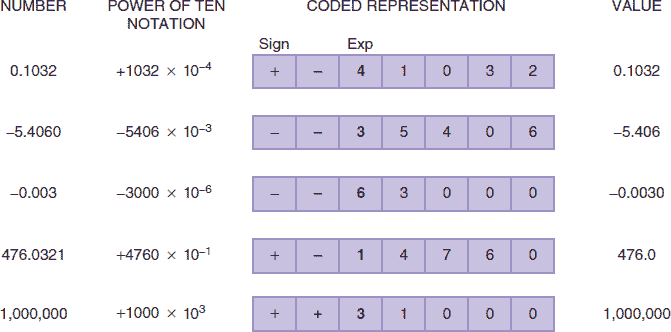 NUMBER POWER OF TEN NOTATION CODED REPRESENTATION VALUE
Sign Exp
0.1032 +1032 × 10⁻⁴ + − 4 1 0 3 2 0.1032
−5.4060 −5406 × 10⁻³ − − 3 5 4 0 6 −5.406
−0.003 −3000 × 10⁻⁶ − − 6 3 0 0 0 −0.0030
476.0321 +4760 × 10⁻¹ + − 1 4 7 6 0 476.0
1,000,000 +1000 × 10³ + + 3 1 0 0 0 1,000,000